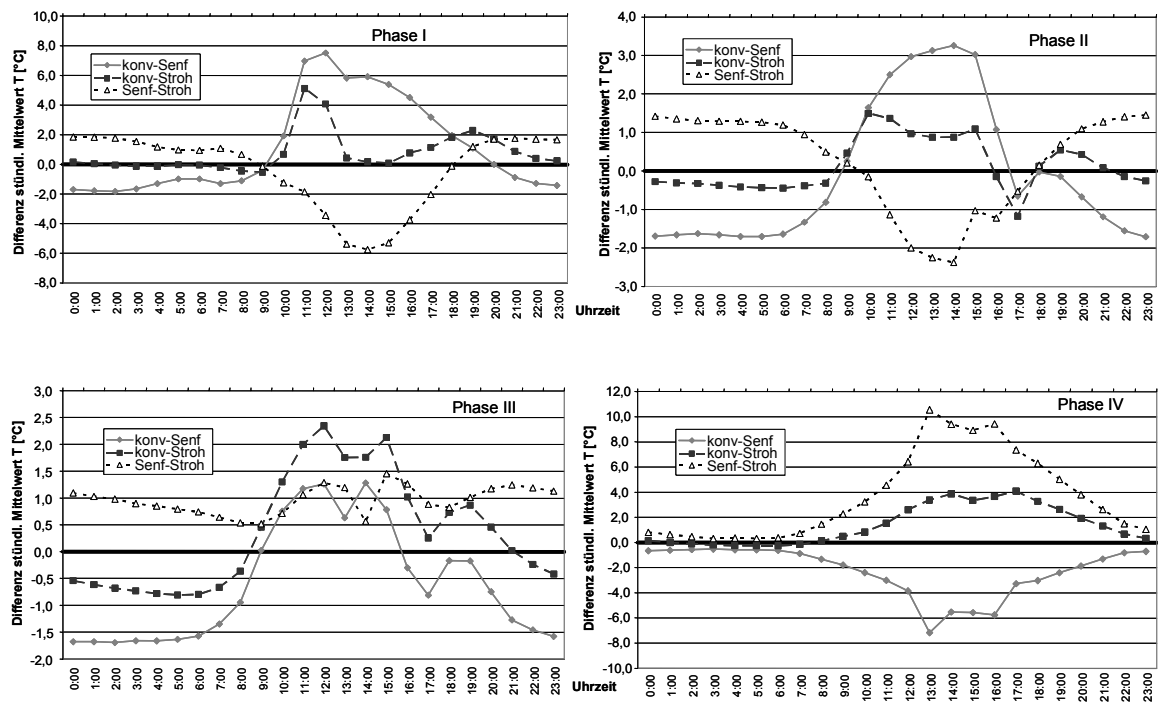 Phase I
Differenz stündl. Mittelwert T [°C]
10,0
8,0
6,0
4,0
2,0
0,0
-2,0
-4,0
-6,0
-8,0
konv-Senf
konv-Stroh
Senf-Stroh
0:00 1:00 2:00 3:00 4:00 5:00 6:00 7:00 8:00 9:00 10:00 11:00 12:00 13:00 14:00 15:00 16:00 17:00 18:00 19:00 20:00 21:00 22:00 23:00
Uhrzeit
Phase II
Differenz stündl. Mittelwert T [°C]
4,0
3,0
2,0
1,0
0,0
-1,0
-2,0
-3,0
konv-Senf
konv-Stroh
Senf-Stroh
0:00 1:00 2:00 3:00 4:00 5:00 6:00 7:00 8:00 9:00 10:00 11:00 12:00 13:00 14:00 15:00 16:00 17:00 18:00 19:00 20:00 21:00 22:00 23:00
Phase III
Differenz stündl. Mittelwert T [°C]
3,0
2,5
2,0
1,5
1,0
0,5
0,0
-0,5
-1,0
-1,5
-2,0
konv-Senf
konv-Stroh
Senf-Stroh
0:00 1:00 2:00 3:00 4:00 5:00 6:00 7:00 8:00 9:00 10:00 11:00 12:00 13:00 14:00 15:00 16:00 17:00 18:00 19:00 20:00 21:00 22:00 23:00
Uhrzeit
Phase IV
Differenz stündl. Mittelwert T [°C]
12,0
10,0
8,0
6,0
4,0
2,0
0,0
-2,0
-4,0
-6,0
-8,0
-10,0
konv-Senf
konv-Stroh
Senf-Stroh
0:00 1:00 2:00 3:00 4:00 5:00 6:00 7:00 8:00 9:00 10:00 11:00 12:00 13:00 14:00 15:00 16:00 17:00 18:00 19:00 20:00 21:00 22:00 23:00